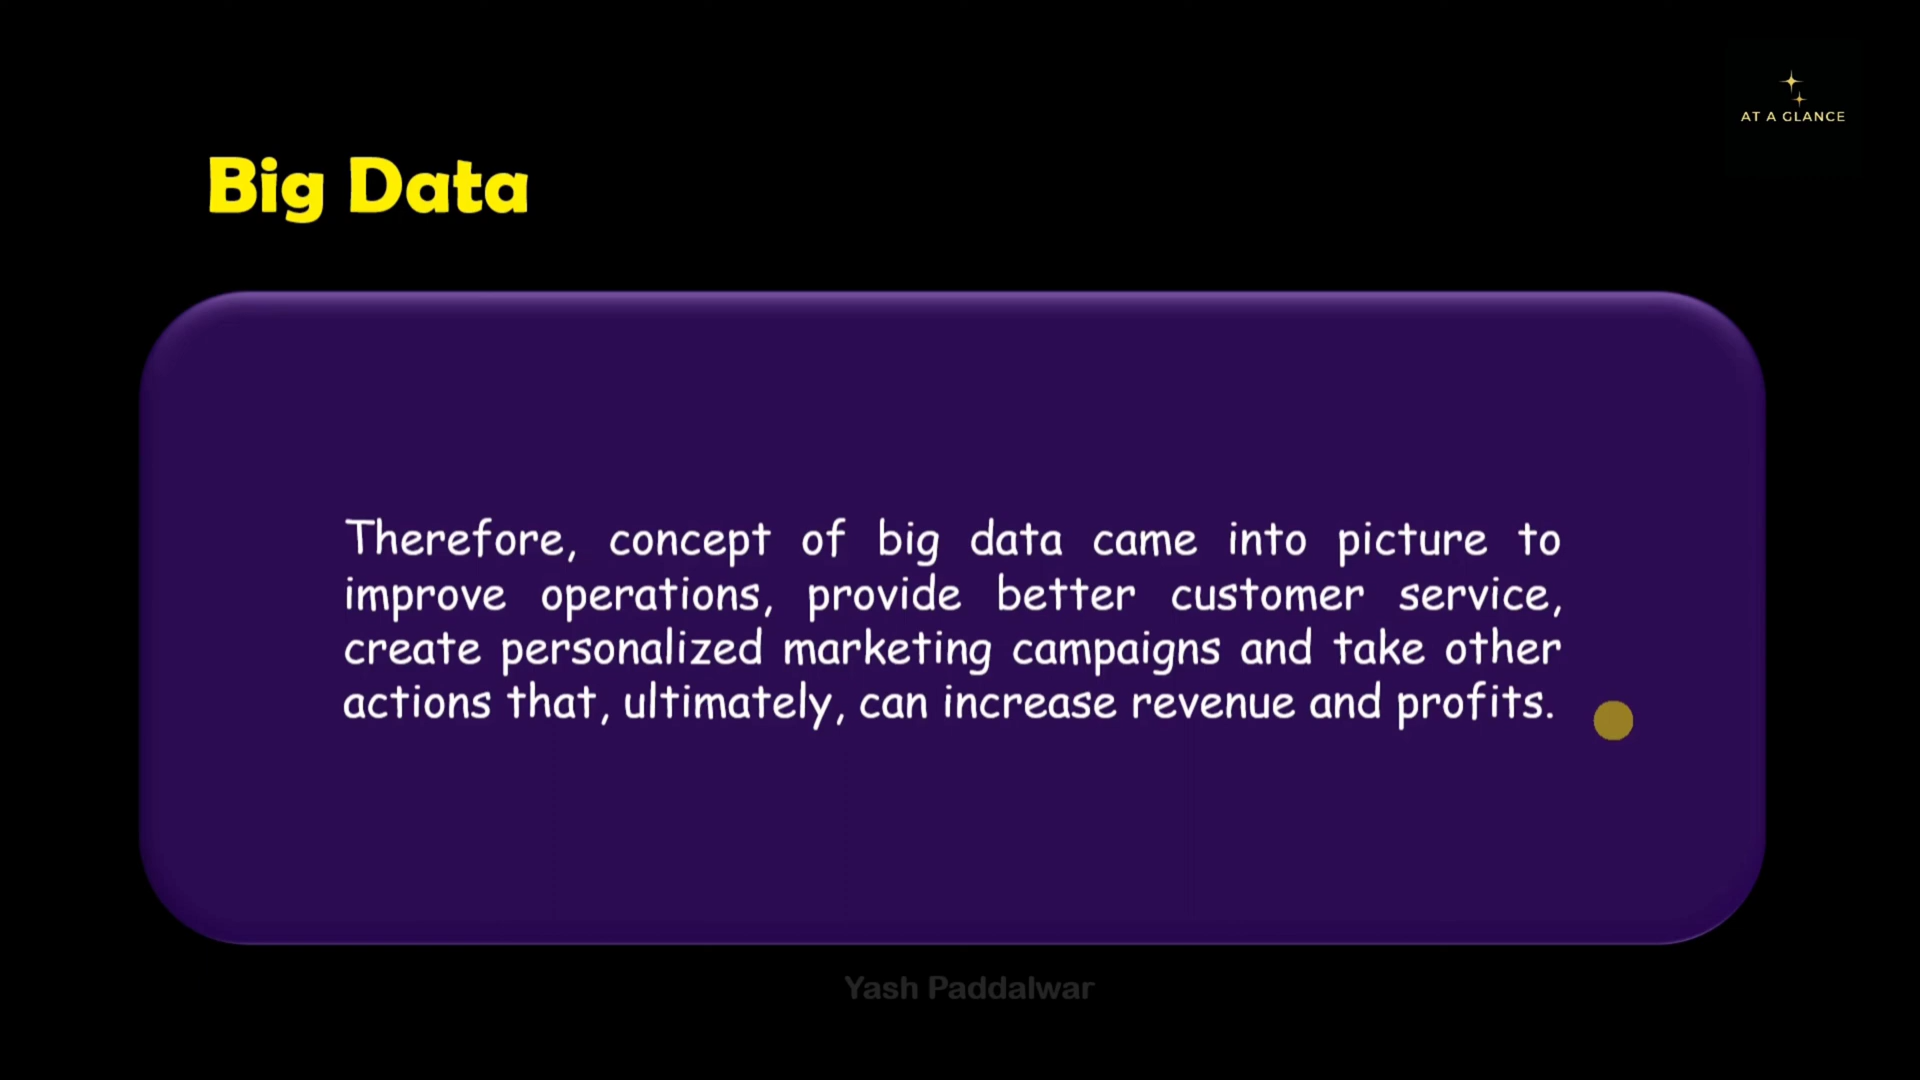 AT A GLANCE
Big Data
Therefore, concept of big data came into picture to
improve operations, provide better customer service,
create personalized marketing campaigns and take other
actions that, ultimately, can increase revenue and profits.
Yash Paddalwar